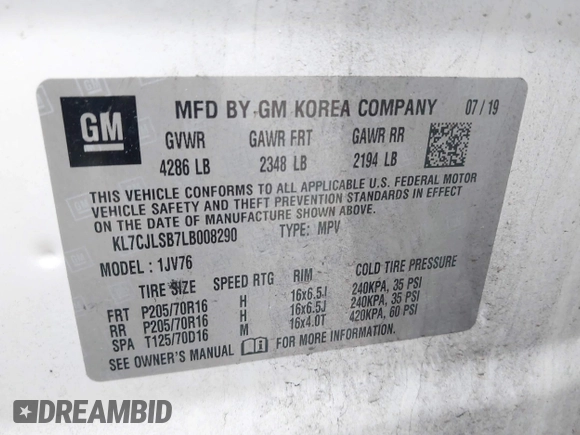 GM
MFD BY GM KOREA COMPANY 07/19
GVWR GAWR FRT GAWR RR
4286 LB 2348 LB 2194 LB
THIS VEHICLE CONFORMS TO ALL APPLICABLE U.S. FEDERAL MOTOR
VEHICLE SAFETY AND THEFT PREVENTION STANDARDS IN EFFECT
ON THE DATE OF MANUFACTURE SHOWN ABOVE.
KL7CJLSB7LB008290 TYPE: MPV
MODEL: 1JV76
TIRE SIZE SPEED RTG RIM COLD TIRE PRESSURE
FRT P205/70R16 H 16x6.5J 240KPA, 35 PSI
RR P205/70R16 H 16x6.5J 240KPA, 35 PSI
SPA T125/70D16 M 16x4.0T 420KPA, 60 PSI
SEE OWNER'S MANUAL FOR MORE INFORMATION.
DREAMBID